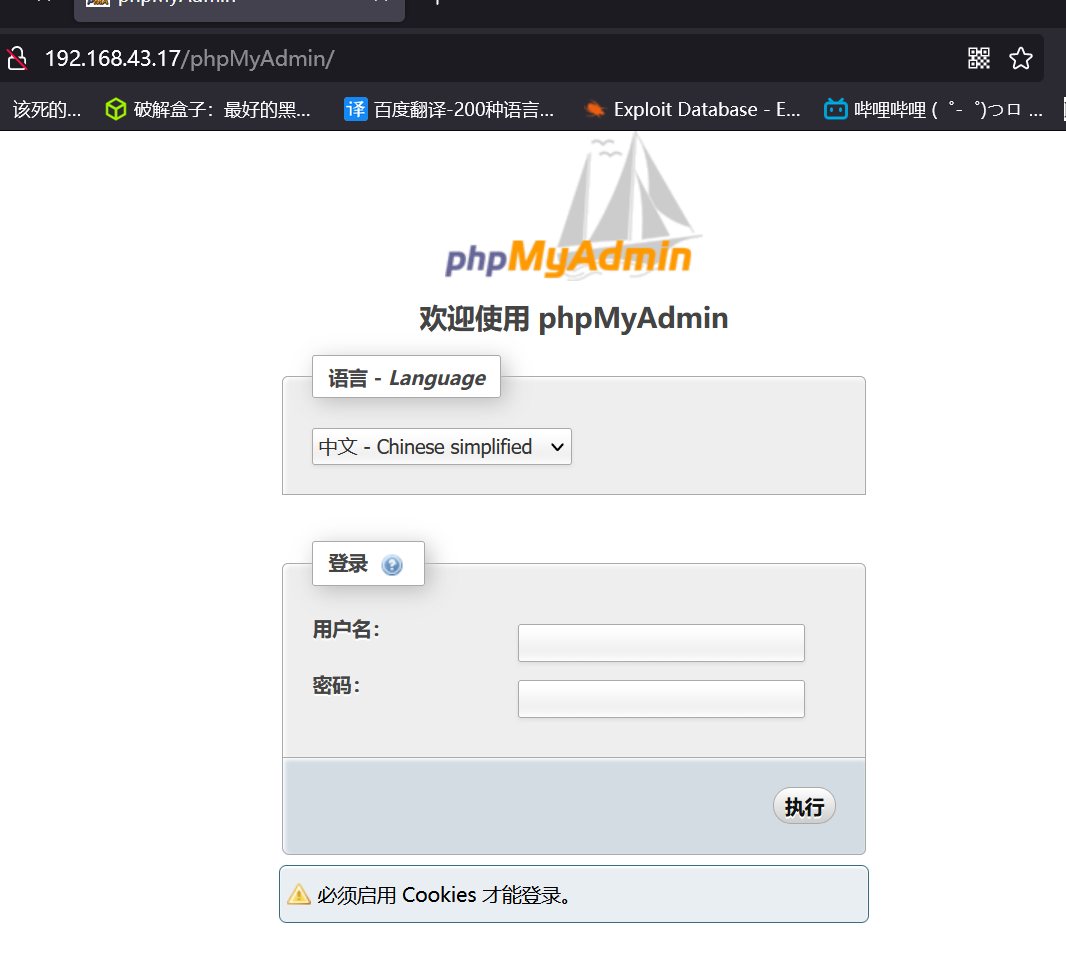 phpMyAdmin
192.168.43.17/phpMyAdmin/
该死的... 破解盒子：最好的黑... 译 百度翻译-200种语言... Exploit Database - E... 哔哩哔哩 ( ゜- ゜)つロ ...
phpMyAdmin
欢迎使用 phpMyAdmin
语言 - Language
中文 - Chinese simplified
登录
用户名：
密码：
执行
必须启用 Cookies 才能登录。